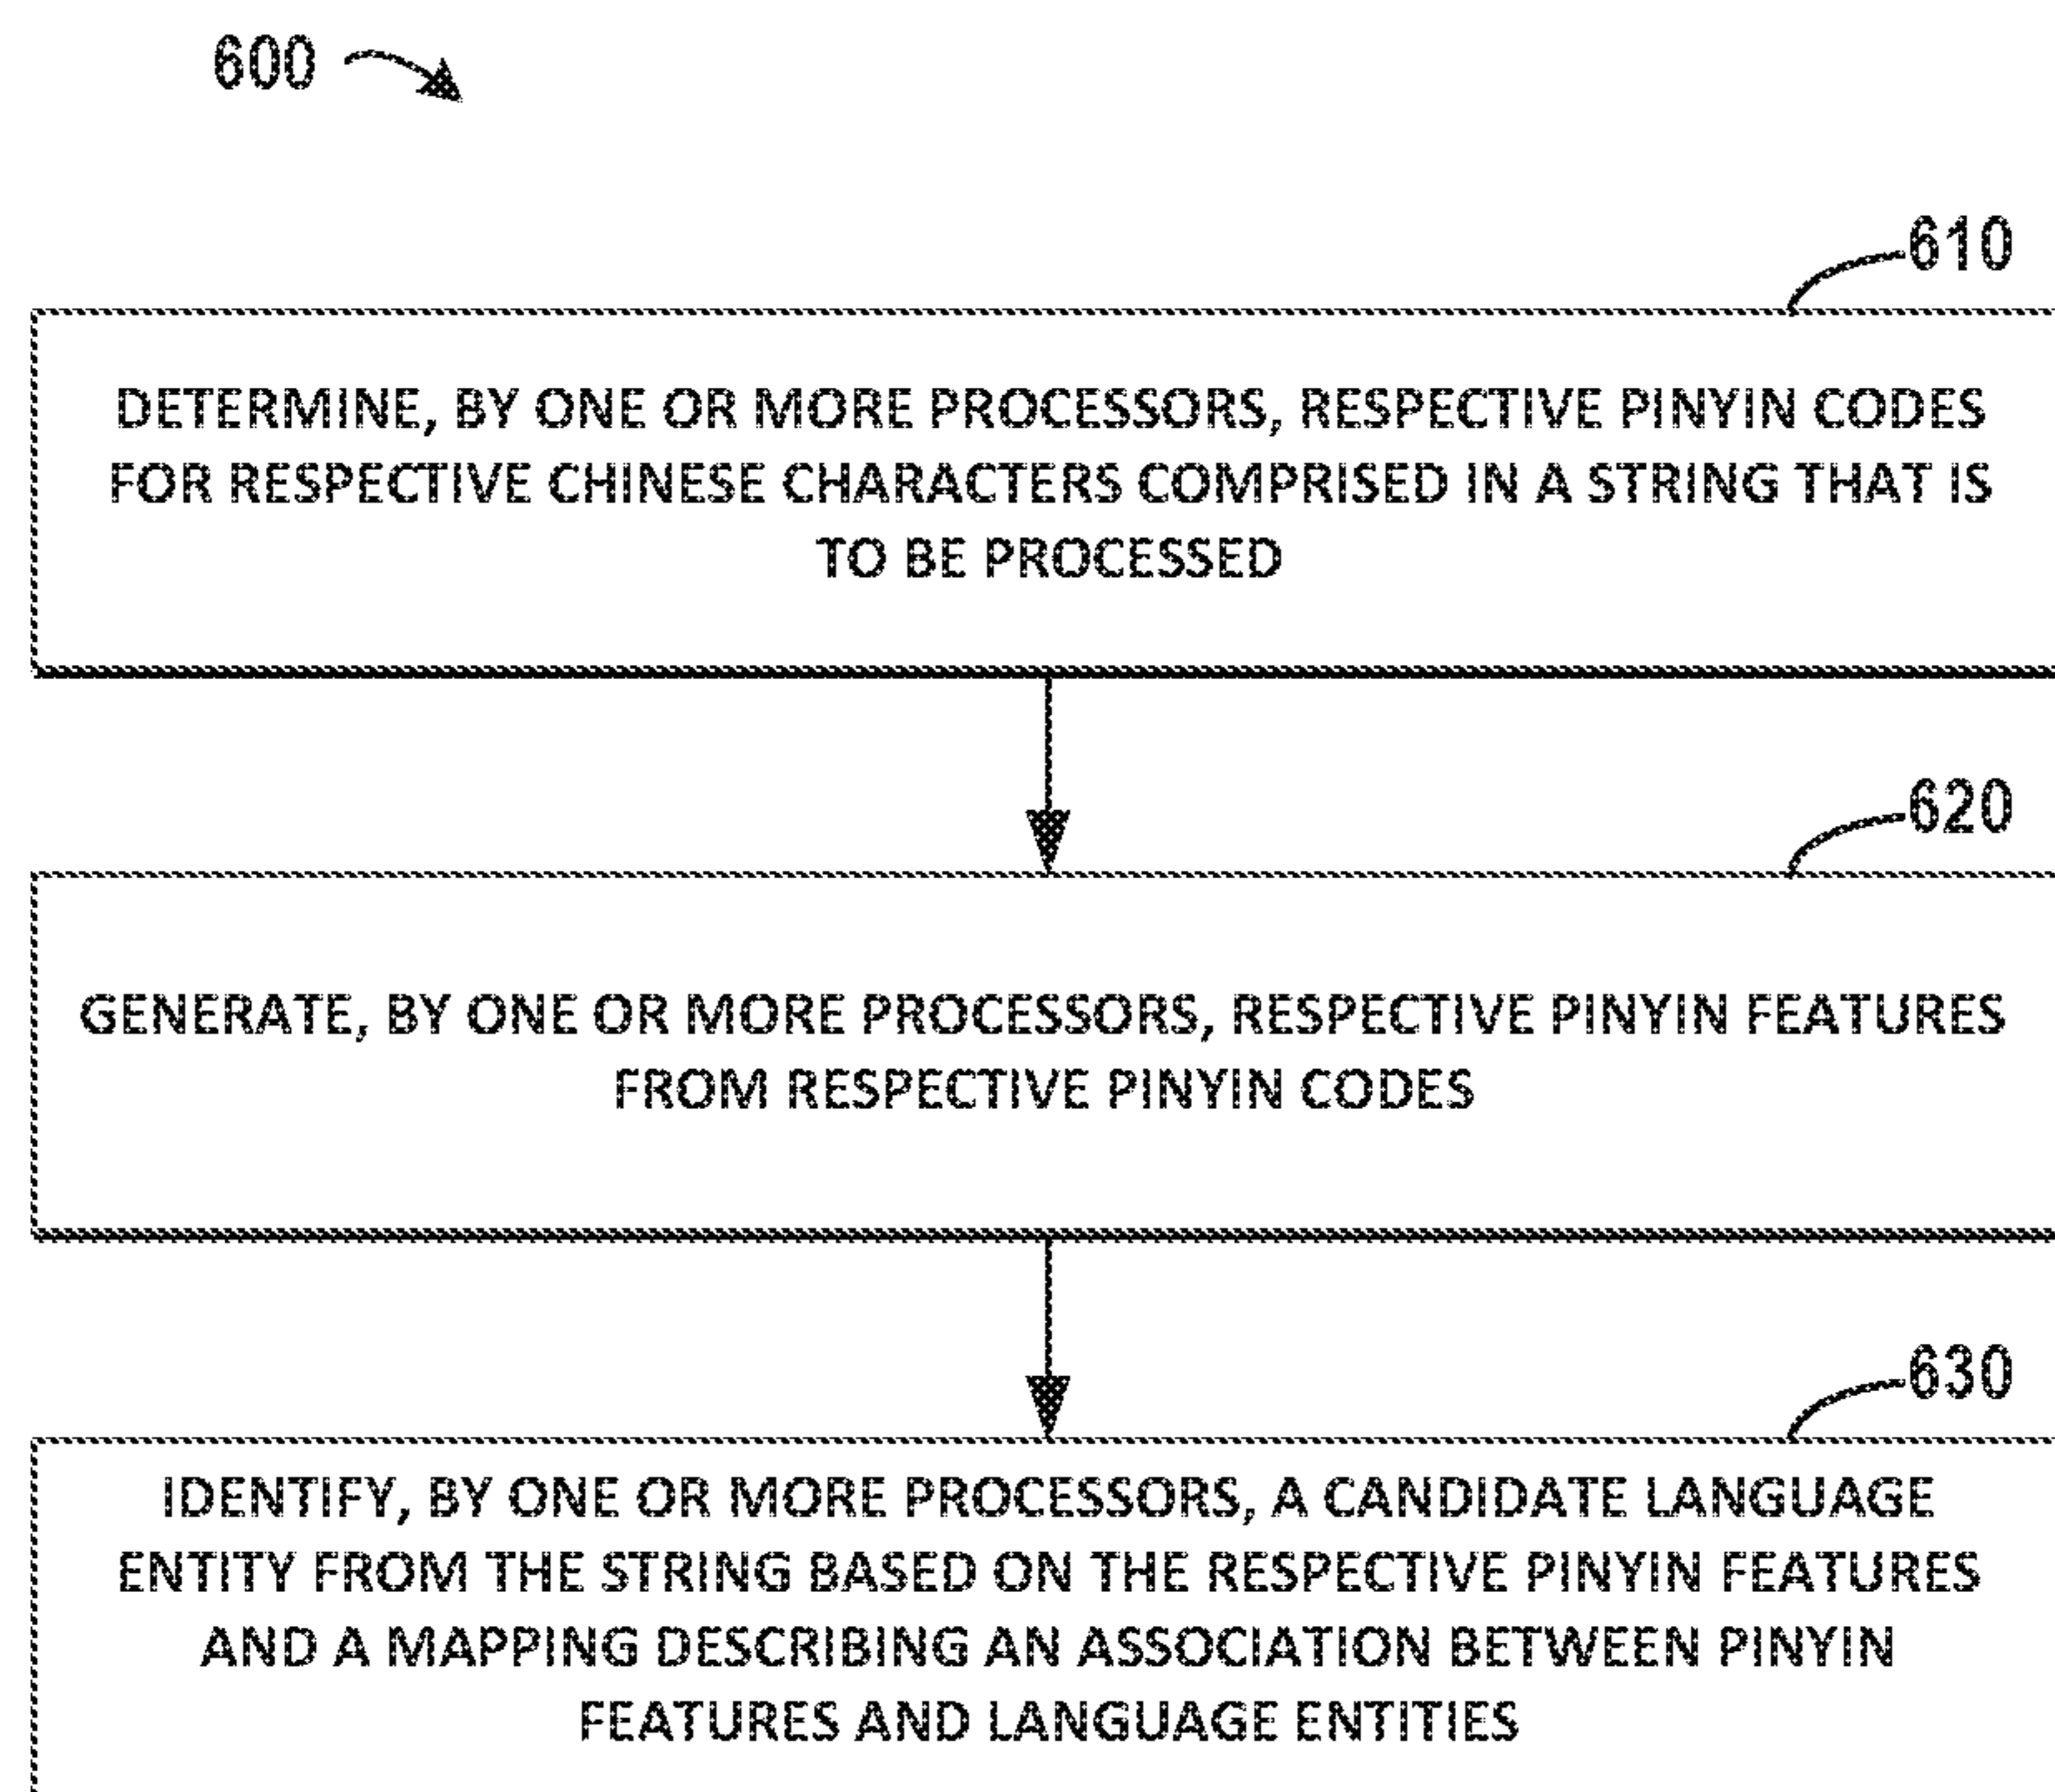 600
610
DETERMINE, BY ONE OR MORE PROCESSORS, RESPECTIVE PINYIN CODES
FOR RESPECTIVE CHINESE CHARACTERS COMPRISED IN A STRING THAT IS
TO BE PROCESSED
620
GENERATE, BY ONE OR MORE PROCESSORS, RESPECTIVE PINYIN FEATURES
FROM RESPECTIVE PINYIN CODES
630
IDENTIFY, BY ONE OR MORE PROCESSORS, A CANDIDATE LANGUAGE
ENTITY FROM THE STRING BASED ON THE RESPECTIVE PINYIN FEATURES
AND A MAPPING DESCRIBING AN ASSOCIATION BETWEEN PINYIN
FEATURES AND LANGUAGE ENTITIES